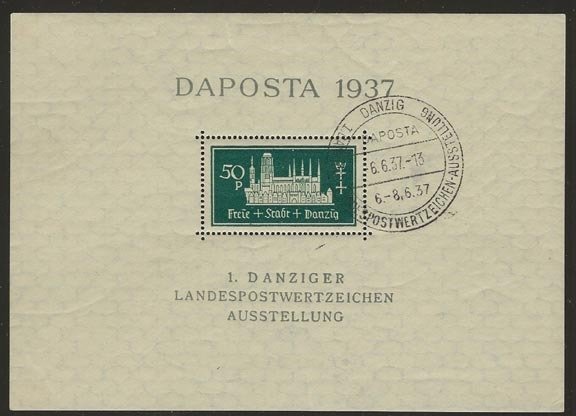 DAPOSTA 1937
50
P
Freie + Stadt + Danzig
DANZIG
DAPOSTA
6.6.37.-13
6.-8.6.37
POSTWERTZEICHEN-AUSSTELLUNG
1. DANZIGER
LANDESPOSTWERTZEICHEN
AUSSTELLUNG